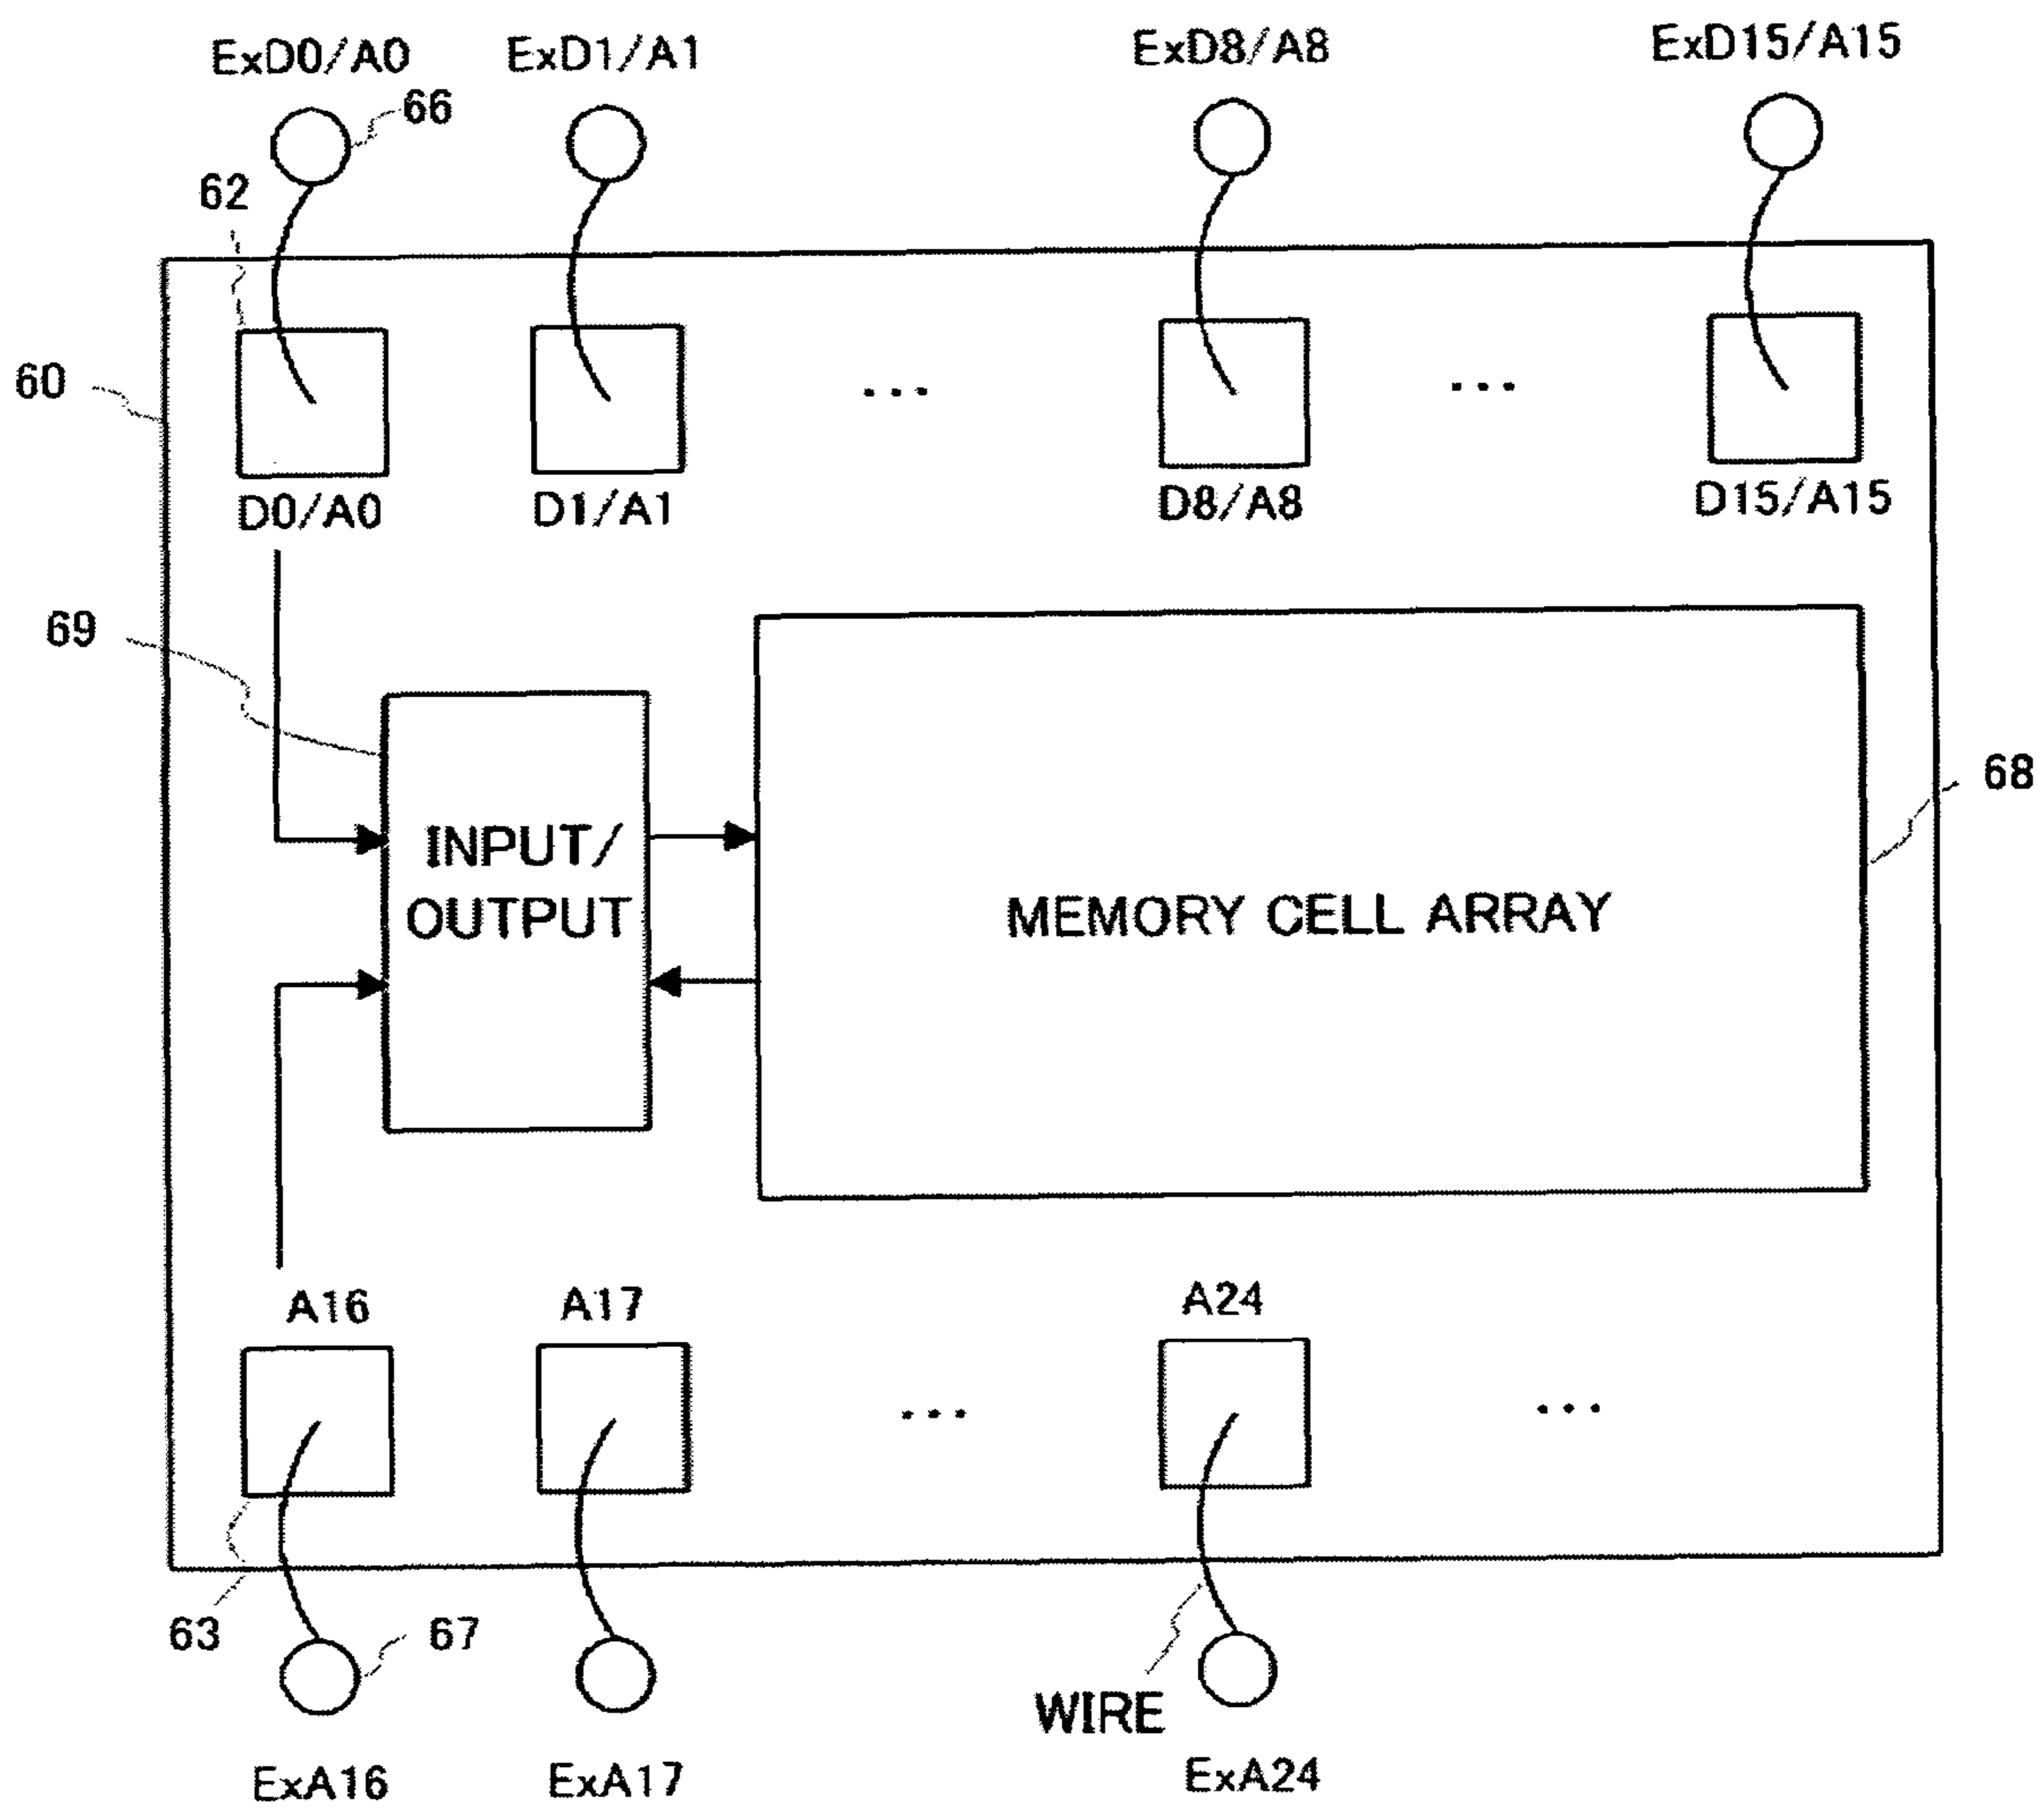 ExD0/A0 ExD1/A1 ExD8/A8 ExD15/A15
66
62
60
D0/A0 D1/A1 ... D8/A8 ... D15/A15
69
INPUT/
OUTPUT
MEMORY CELL ARRAY
68
A16 A17 A24
... ...
63 67
WIRE
ExA16 ExA17 ExA24